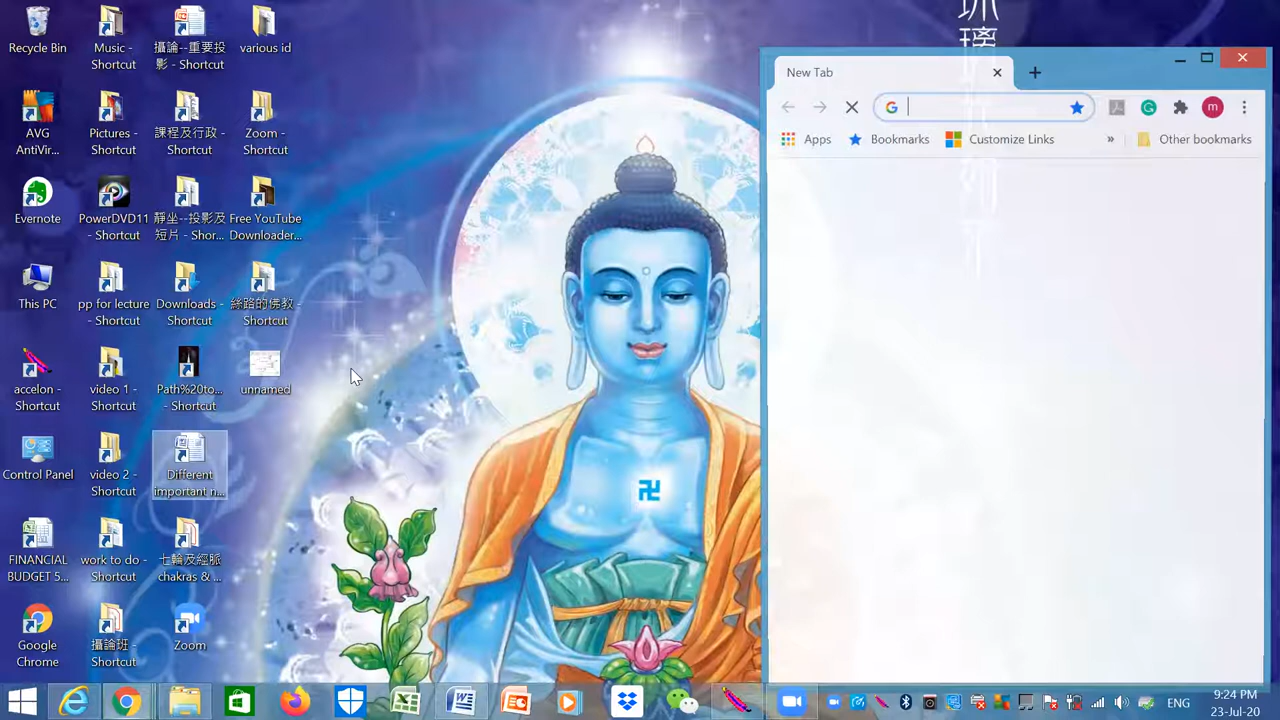 Recycle Bin
Music -
Shortcut
攝論--重要投
影 - Shortcut
various id
AVG
AntiVir...
Pictures -
Shortcut
課程及行政 -
Shortcut
Zoom -
Shortcut
Evernote
PowerDVD11
- Shortcut
靜坐--投影及
短片 - Shor...
Free YouTube
Downloader...
This PC
pp for lecture
- Shortcut
Downloads -
Shortcut
絲路的佛教 -
Shortcut
accelon -
Shortcut
video 1 -
Shortcut
Path%20to...
- Shortcut
unnamed
Control Panel
video 2 -
Shortcut
Different
important n...
FINANCIAL
BUDGET 5...
work to do -
Shortcut
七輪及經脈
chakras & ...
Google
Chrome
攝論班 -
Shortcut
Zoom
璃
卍
New Tab
G
m
Apps
Bookmarks
Customize Links
»
Other bookmarks
ENG
9:24 PM
23-Jul-20